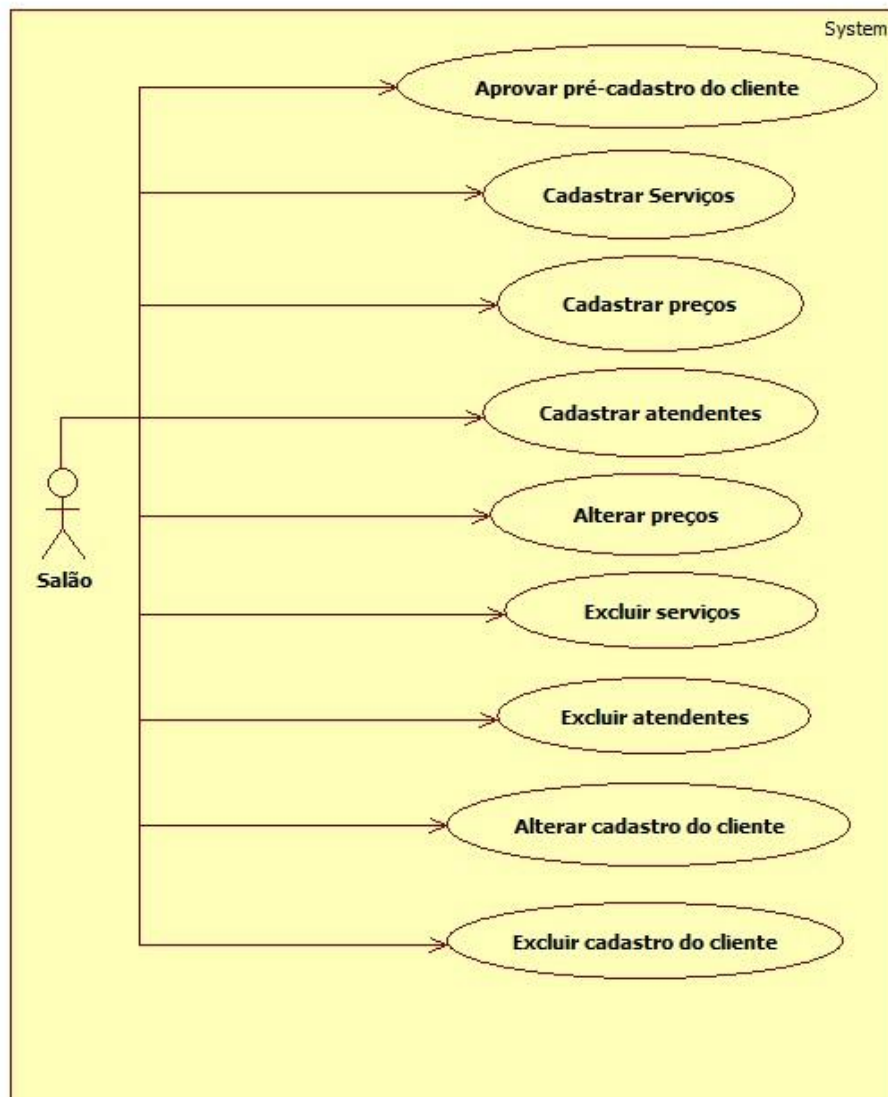 System
Aprovar pré-cadastro do cliente
Cadastrar Serviços
Cadastrar preços
Cadastrar atendentes
Alterar preços
Salão
Excluir serviços
Excluir atendentes
Alterar cadastro do cliente
Excluir cadastro do cliente